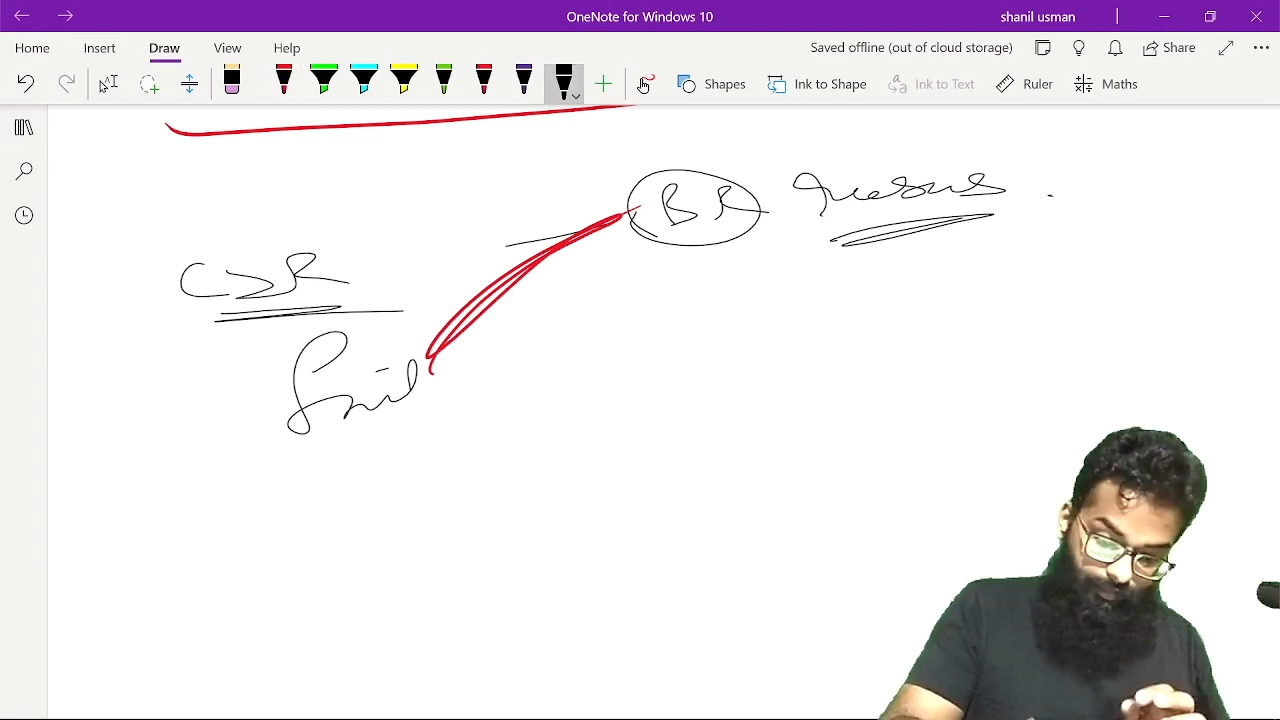 OneNote for Windows 10
shanil usman
Home Insert Draw View Help
Saved offline (out of cloud storage)
Share
Shapes
Ink to Shape
Ink to Text
Ruler
Maths
BR
CSR